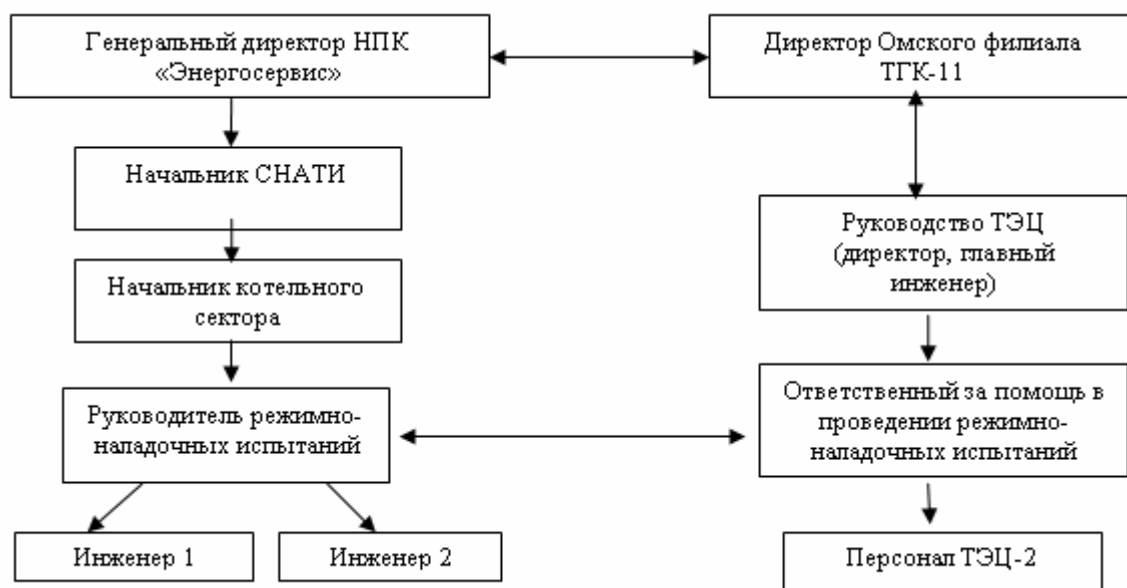 Генеральный директор НПК
«Энергосервис»
Директор Омского филиала
ТГК-11
Начальник СНАТИ
Руководство ТЭЦ
(директор, главный
инженер)
Начальник котельного
сектора
Руководитель режимно-
наладочных испытаний
Ответственный за помощь в
проведении режимно-
наладочных испытаний
Инженер 1
Инженер 2
Персонал ТЭЦ-2